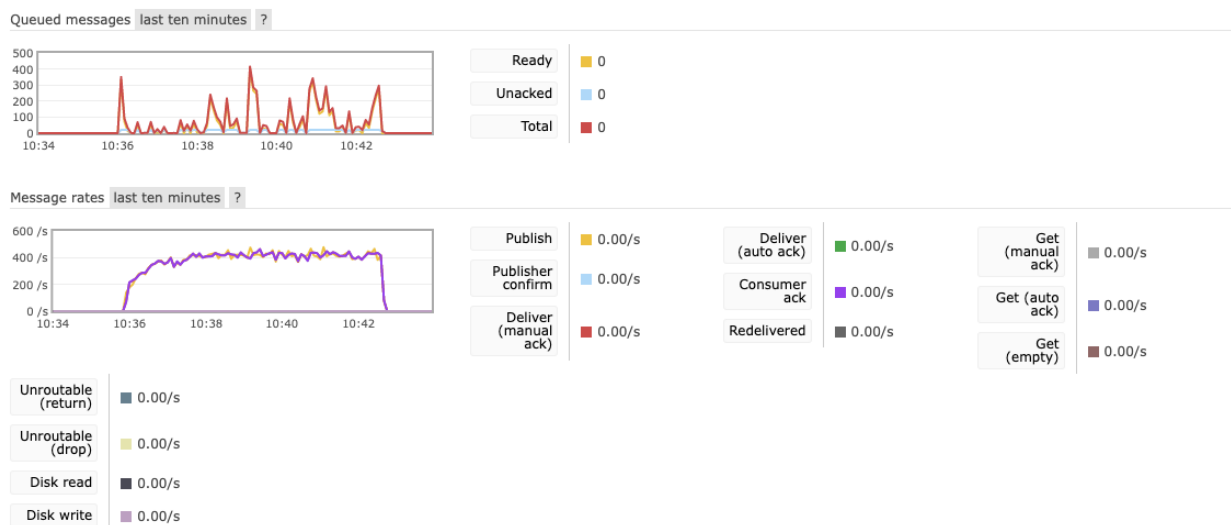 Queued messages last ten minutes ?
500
400
300
200
100
0
10:34 10:36 10:38 10:40 10:42
Ready 0
Unacked 0
Total 0
Message rates last ten minutes ?
600 /s
400 /s
200 /s
0 /s
10:34 10:36 10:38 10:40 10:42
Publish 0.00/s
Publisher
confirm 0.00/s
Deliver
(manual
ack) 0.00/s
Deliver
(auto ack) 0.00/s
Consumer
ack 0.00/s
Redelivered 0.00/s
Get
(manual
ack) 0.00/s
Get (auto
ack) 0.00/s
Get
(empty) 0.00/s
Unroutable
(return) 0.00/s
Unroutable
(drop) 0.00/s
Disk read 0.00/s
Disk write 0.00/s